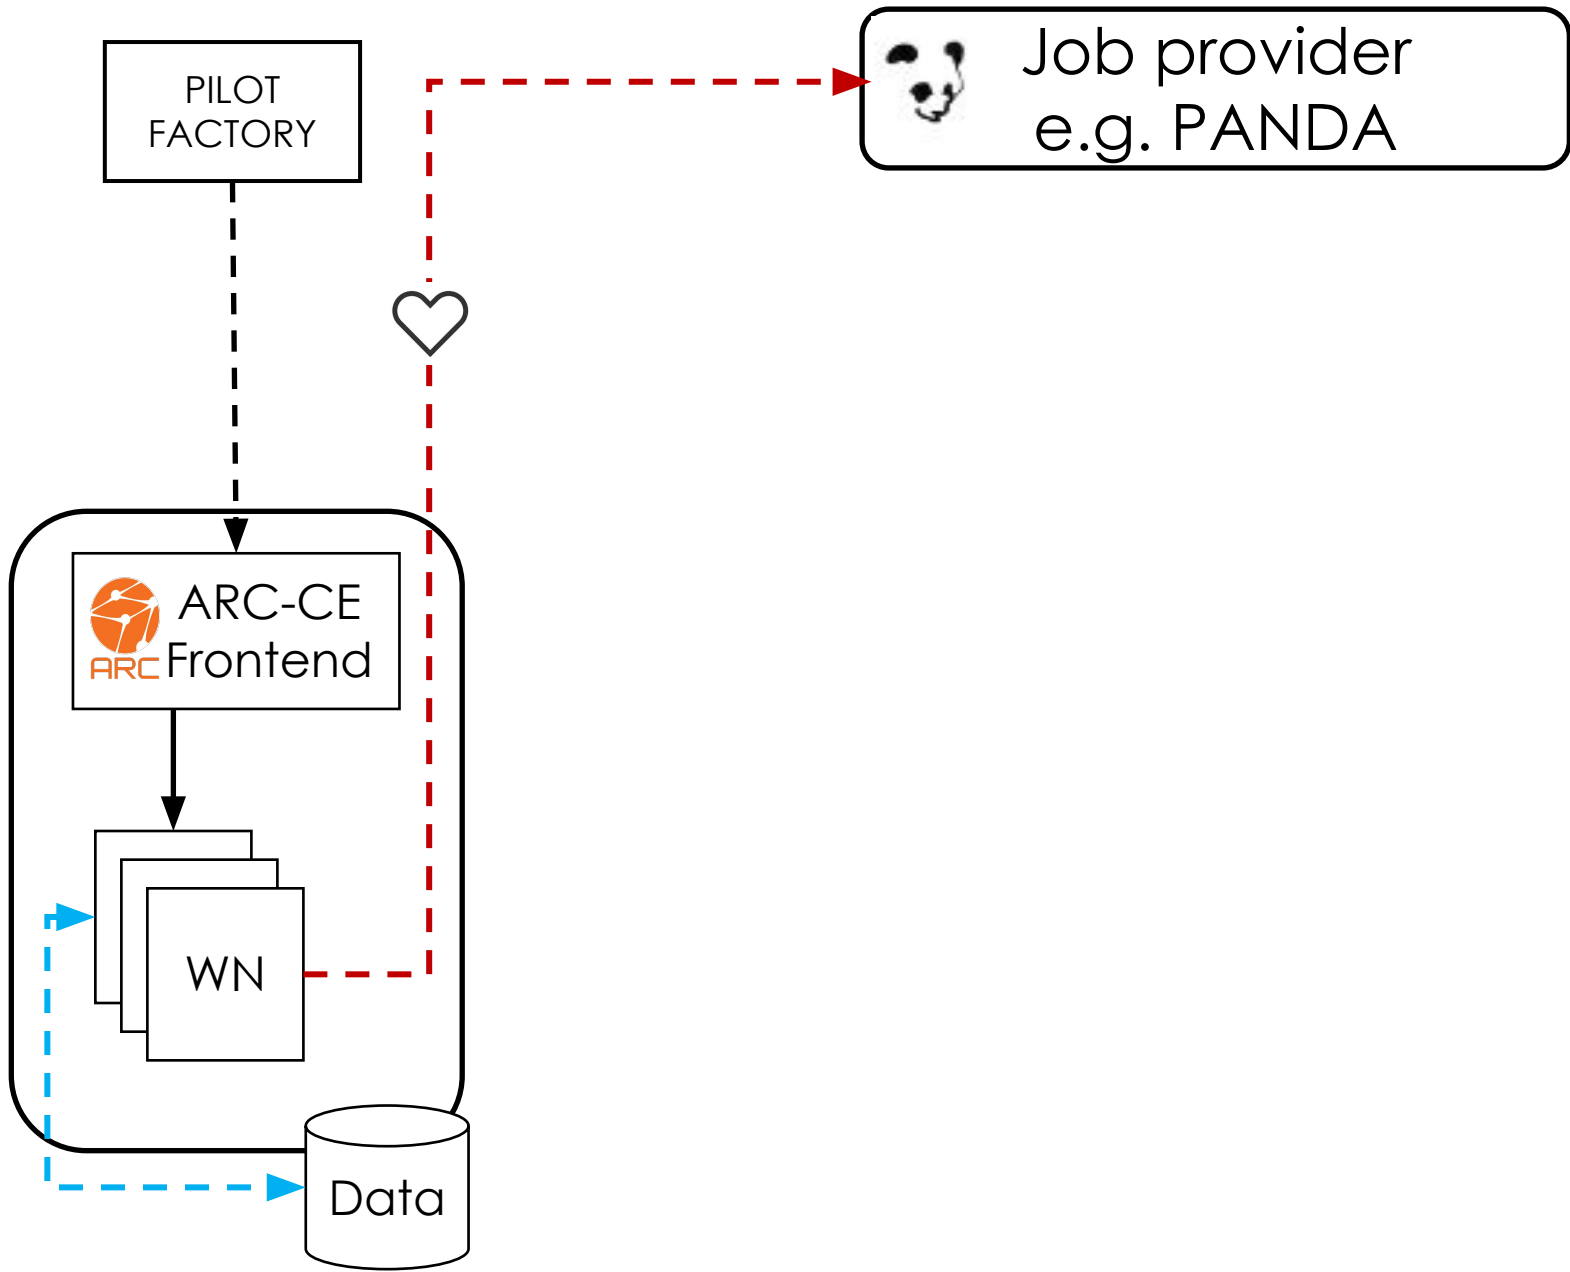 PILOT
FACTORY
Job provider
e.g. PANDA
ARC-CE
Frontend
ARC
WN
Data